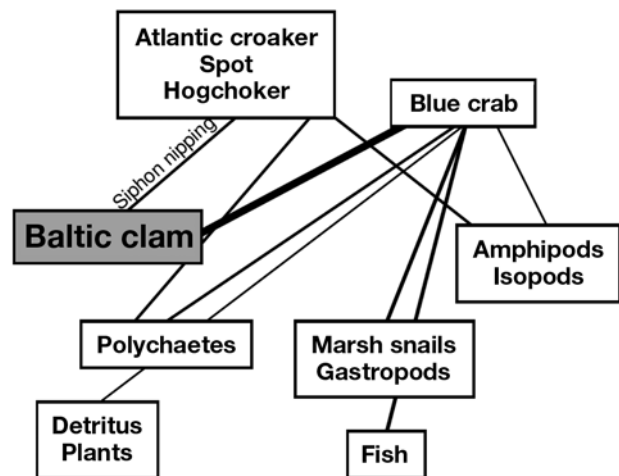 Atlantic croaker
Spot
Hogchoker
Blue crab
Siphon nipping
Baltic clam
Amphipods
Isopods
Polychaetes
Marsh snails
Gastropods
Detritus
Plants
Fish